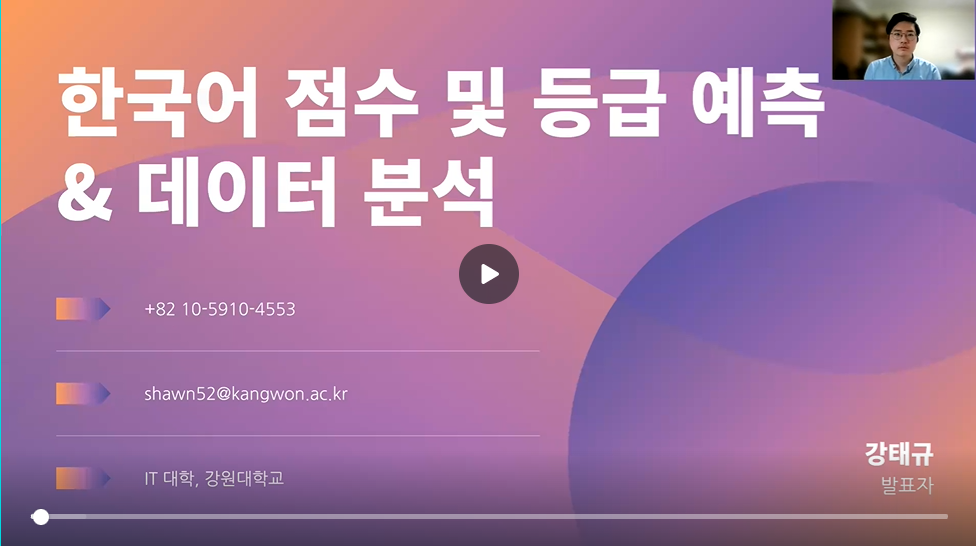 한국어 점수 및 등급 예측
& 데이터 분석
+82 10-5910-4553
shawn52@kangwon.ac.kr
IT 대학, 강원대학교
강태규
발표자